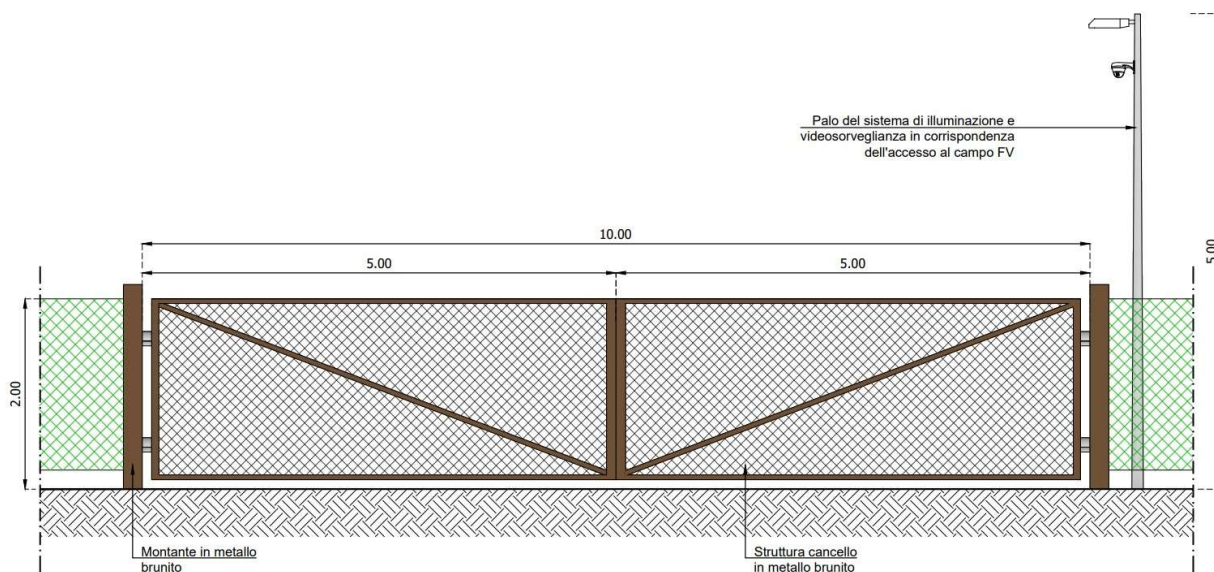 Palo del sistema di illuminazione e
videosorveglianza in corrispondenza
dell'accesso al campo FV
10.00
5.00
5.00
5.00
2.00
Montante in metallo
brunito
Struttura cancello
in metallo brunito